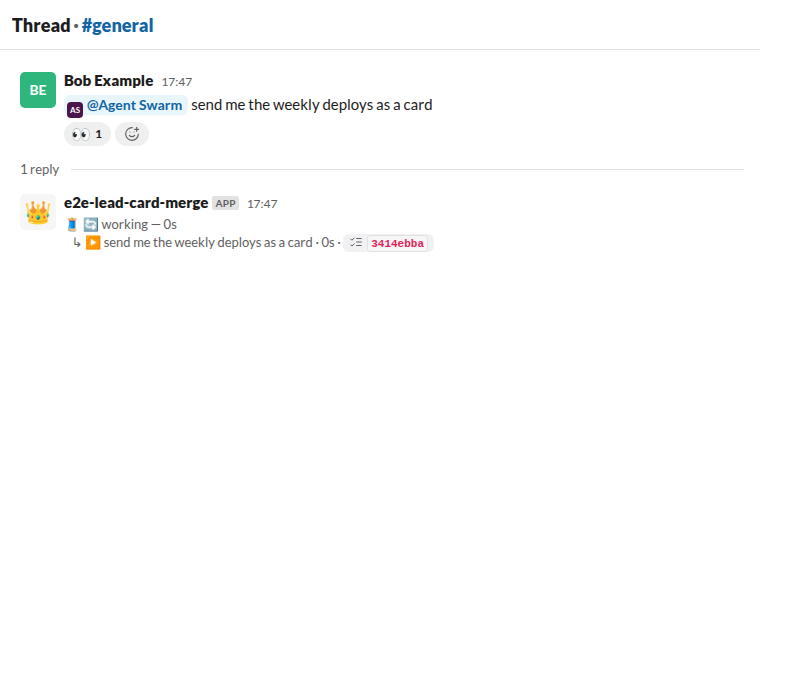 Thread • #general
BE
Bob Example 17:47
AS @Agent Swarm send me the weekly deploys as a card
👀 1
1 reply
e2e-lead-card-merge APP 17:47
🧵 🔄 working — 0s
↳ ▶️ send me the weekly deploys as a card · 0s · 3414ebba